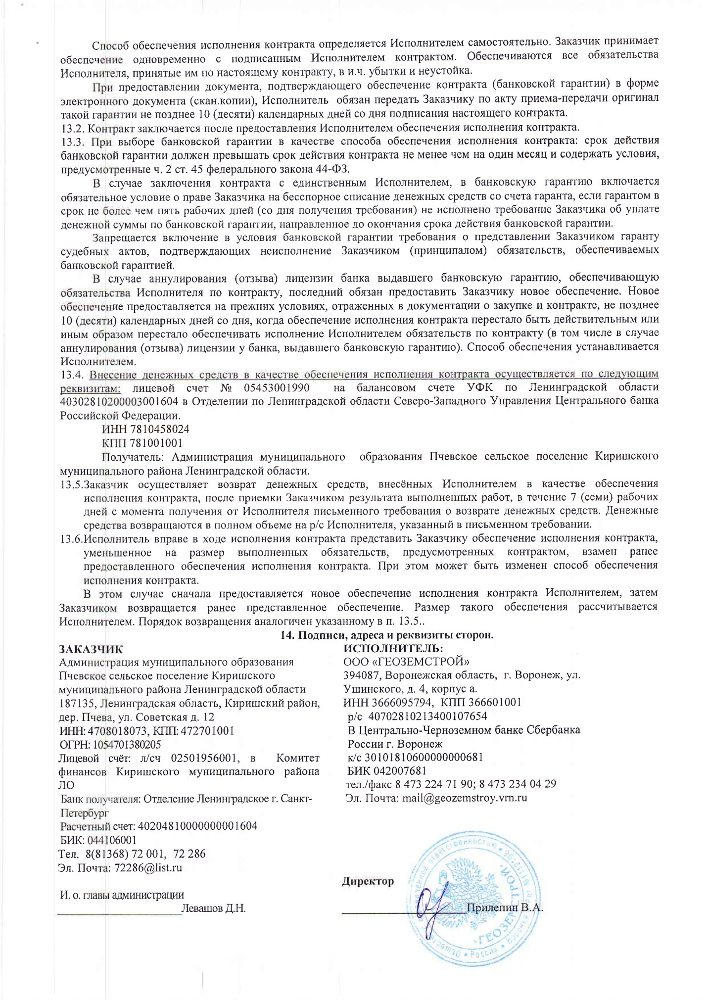 Способ обеспечения исполнения контракта определяется Исполнителем самостоятельно. Заказчик принимает
обеспечение одновременно с подписанным Исполнителем контрактом. Обеспечиваются все обязательства
Исполнителя, принятые им по настоящему контракту, в и.ч. убытки и неустойка.
При предоставлении документа, подтверждающего обеспечение контракта (банковской гарантии) в форме
электронного документа (скан.копии), Исполнитель обязан передать Заказчику по акту приема-передачи оригинал
такой гарантии не позднее 10 (десяти) календарных дней со дня подписания настоящего контракта.
13.2. Контракт заключается после предоставления Исполнителем обеспечения исполнения контракта.
13.3. При выборе банковской гарантии в качестве способа обеспечения исполнения контракта: срок действия
банковской гарантии должен превышать срок действия контракта не менее чем на один месяц и содержать условия,
предусмотренные ч. 2 ст. 45 федерального закона 44-ФЗ.
В случае заключения контракта с единственным Исполнителем, в банковскую гарантию включается
обязательное условие о праве Заказчика на бесспорное списание денежных средств со счета гаранта, если гарантом в
срок не более чем пять рабочих дней (со дня получения требования) не исполнено требование Заказчика об уплате
денежной суммы по банковской гарантии, направленное до окончания срока действия банковской гарантии.
Запрещается включение в условия банковской гарантии требования о представлении Заказчиком гаранту
судебных актов, подтверждающих неисполнение Заказчиком (принципалом) обязательств, обеспечиваемых
банковской гарантией.
В случае аннулирования (отзыва) лицензии банка выдавшего банковскую гарантию, обеспечивающую
обязательства Исполнителя по контракту, последний обязан предоставить Заказчику новое обеспечение. Новое
обеспечение предоставляется на прежних условиях, отраженных в документации о закупке и контракте, не позднее
10 (десяти) календарных дней со дня, когда обеспечение исполнения контракта перестало быть действительным или
иным образом перестало обеспечивать исполнение Исполнителем обязательств по контракту (в том числе в случае
аннулирования (отзыва) лицензии у банка, выдавшего банковскую гарантию). Способ обеспечения устанавливается
Исполнителем.
13.4. Внесение денежных средств в качестве обеспечения исполнения контракта осуществляется по следующим
реквизитам: лицевой счет № 05453001990 на балансовом счете УФК по Ленинградской области
40302810200003001604 в Отделении по Ленинградской области Северо-Западного Управления Центрального банка
Российской Федерации.
ИНН 7810458024
КПП 781001001
Получатель: Администрация муниципального образования Пчевское сельское поселение Киришского
муниципального района Ленинградской области.
13.5.Заказчик осуществляет возврат денежных средств, внесённых Исполнителем в качестве обеспечения
исполнения контракта, после приемки Заказчиком результата выполненных работ, в течение 7 (семи) рабочих
дней с момента получения от Исполнителя письменного требования о возврате денежных средств. Денежные
средства возвращаются в полном объеме на р/с Исполнителя, указанный в письменном требовании.
13.6.Исполнитель вправе в ходе исполнения контракта представить Заказчику обеспечение исполнения контракта,
уменьшенное на размер выполненных обязательств, предусмотренных контрактом, взамен ранее
предоставленного обеспечения исполнения контракта. При этом может быть изменен способ обеспечения
исполнения контракта.
В этом случае сначала предоставляется новое обеспечение исполнения контракта Исполнителем, затем
Заказчиком возвращается ранее представленное обеспечение. Размер такого обеспечения рассчитывается
Исполнителем. Порядок возвращения аналогичен указанному в п. 13.5..
14. Подписи, адреса и реквизиты сторон.
ЗАКАЗЧИК
Администрация муниципального образования
Пчевское сельское поселение Киришского
муниципального района Ленинградской области
187135, Ленинградская область, Киришский район,
дер. Пчева, ул. Советская д. 12
ИНН: 4708018073, КПП: 472701001
ОГРН: 1054701380205
Лицевой счёт: л/сч 02501956001, в Комитет
финансов Киришского муниципального района
ЛО
Банк получателя: Отделение Ленинградское г. Санкт-
Петербург
Расчетный счет: 40204810000000001604
БИК: 044106001
Тел. 8(81368) 72 001, 72 286
Эл. Почта: 72286@list.ru
И. о. главы администрации
Левашов Д.Н.
ИСПОЛНИТЕЛЬ:
ООО «ГЕОЗЕМСТРОЙ»
394087, Воронежская область, г. Воронеж, ул.
Ушинского, д. 4, корпус а.
ИНН 3666095794, КПП 366601001
р/с 40702810213400107654
В Центрально-Черноземном банке Сбербанка
России г. Воронеж
к/с 30101810600000000681
БИК 042007681
тел./факс 8 473 224 71 90; 8 473 234 04 29
Эл. Почта: mail@geozemstroy.vrn.ru
Директор
Прилепин В.А.
«ГЕОЗЕМСТРОЙ»
Россия